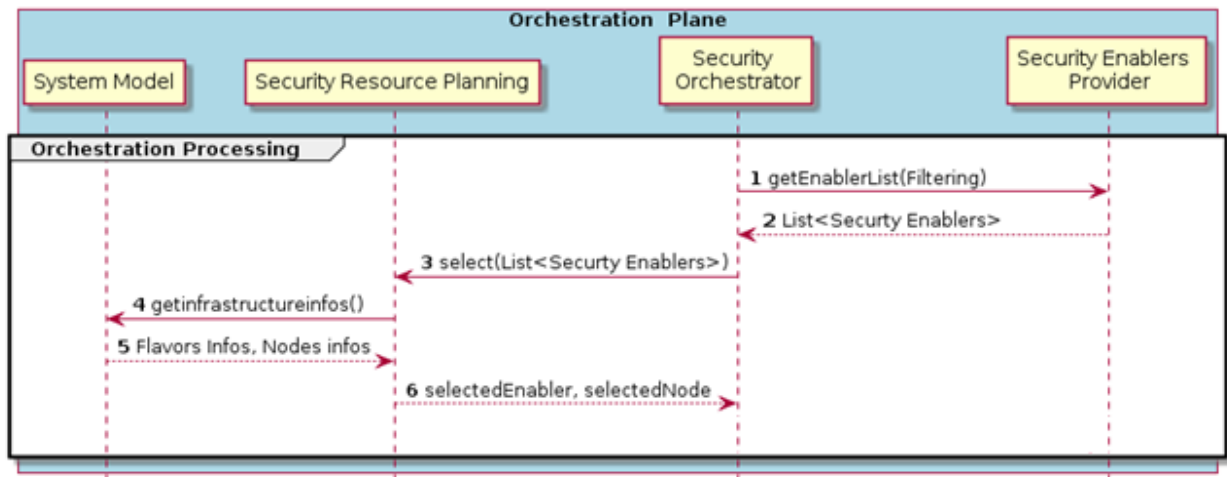 Orchestration Plane
System Model
Security Resource Planning
Security
Orchestrator
Security Enablers
Provider
Orchestration Processing
1 getEnablerList(Filtering)
2 List<Securty Enablers>
3 select(List<Securty Enablers>)
4 getinfrastructureinfos()
5 Flavors Infos, Nodes infos
6 selectedEnabler, selectedNode